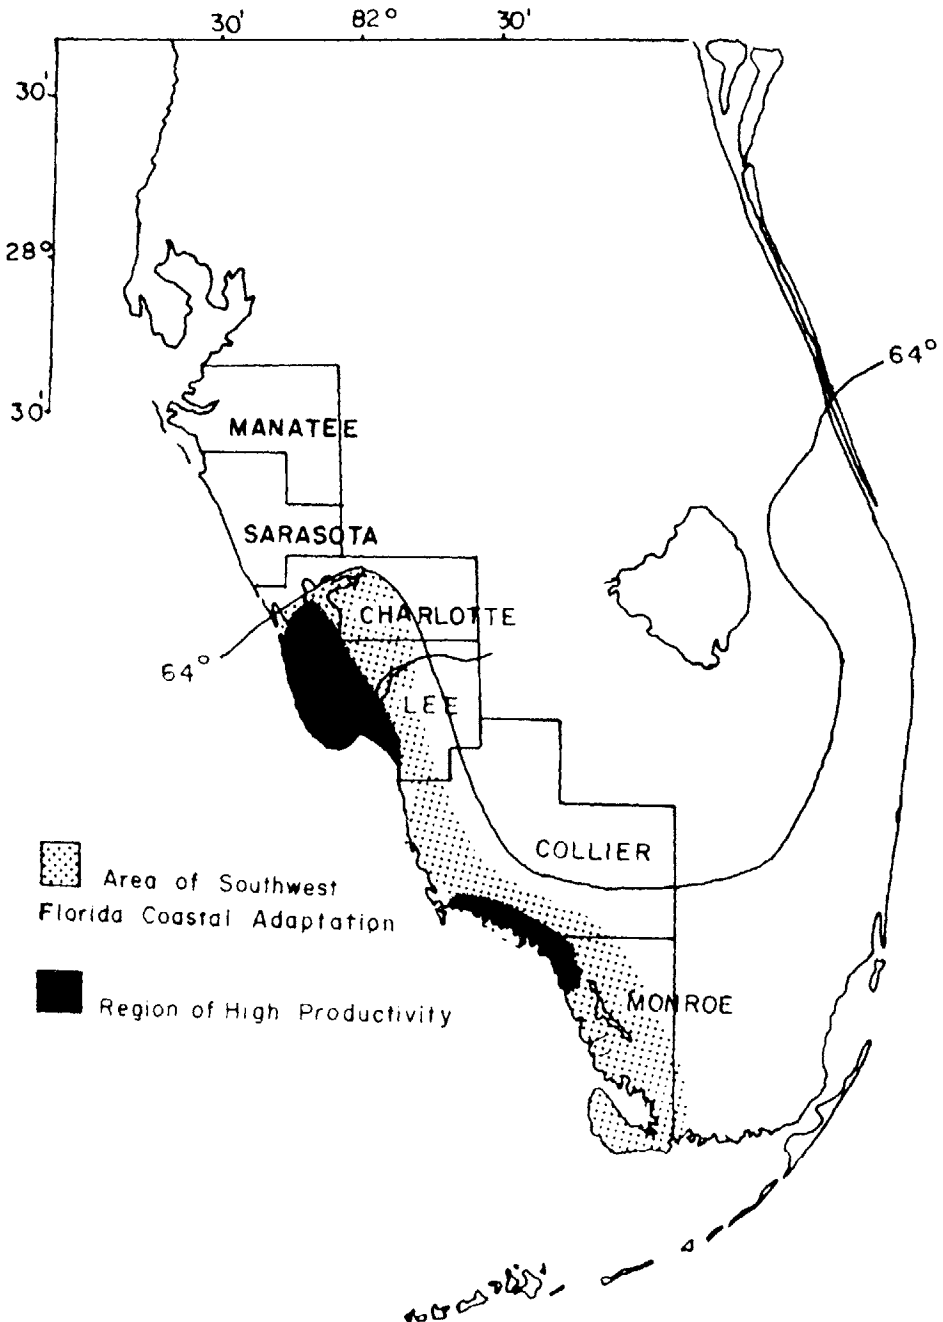 30'
82°
30'
30'
28°
30'
64°
MANATEE
SARASOTA
CHARLOTTE
64°
LEE
COLLIER
Area of Southwest
Florida Coastal Adaptation
MONROE
Region of High Productivity